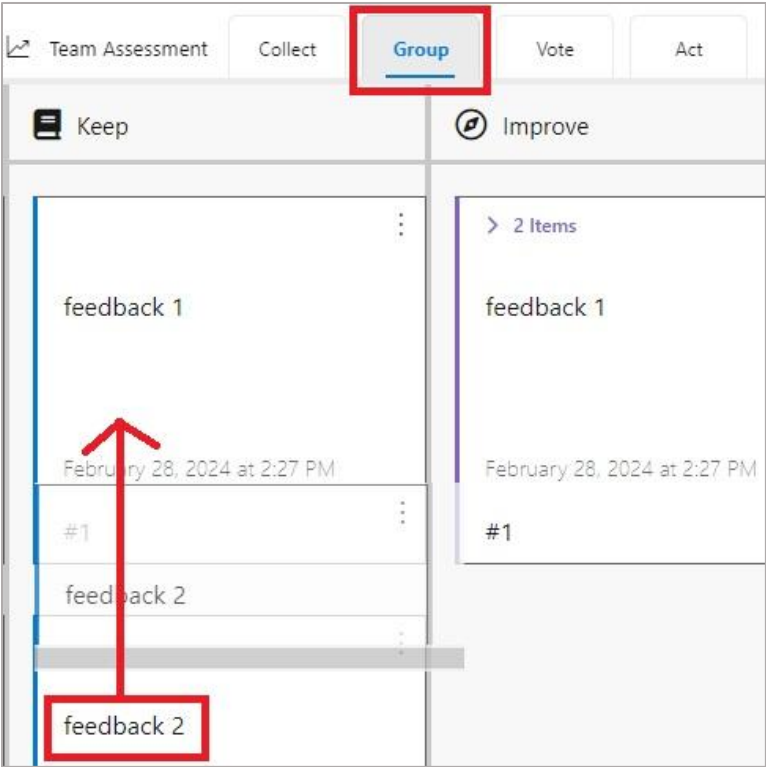 Team Assessment Collect Group Vote Act
Keep
feedback 1
February 28, 2024 at 2:27 PM
#1
feedback 2
feedback 2
Improve
2 Items
feedback 1
February 28, 2024 at 2:27 PM
#1